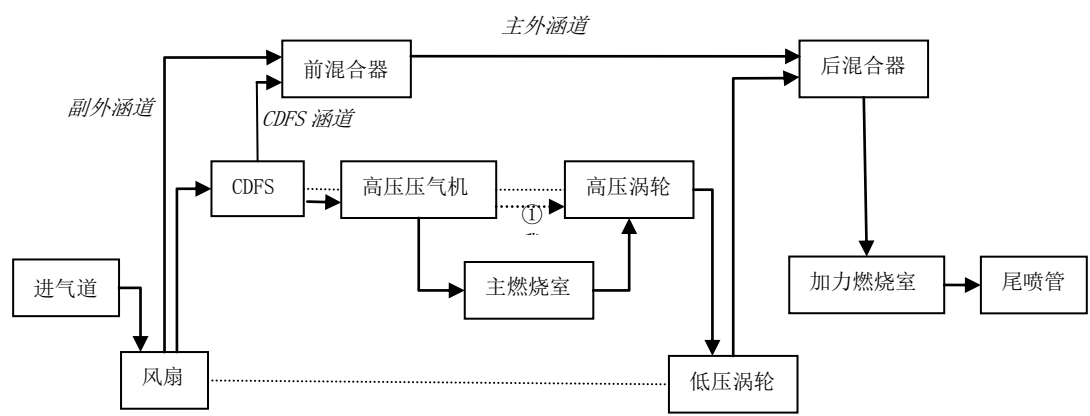 主外涵道
前混合器
后混合器
副外涵道
CDFS 涵道
CDFS
高压压气机
高压涡轮
①
进气道
主燃烧室
加力燃烧室
尾喷管
风扇
低压涡轮